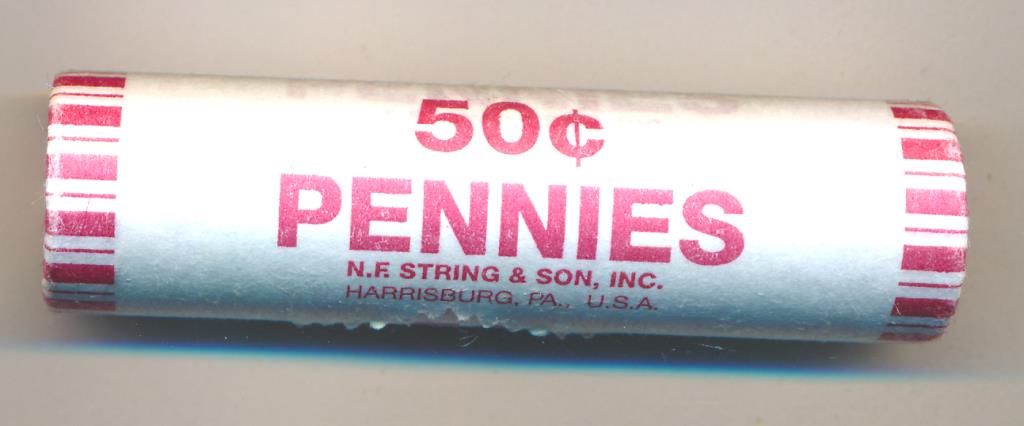 50¢
PENNIES
N.F. STRING & SON, INC.
HARRISBURG, PA., U.S.A.